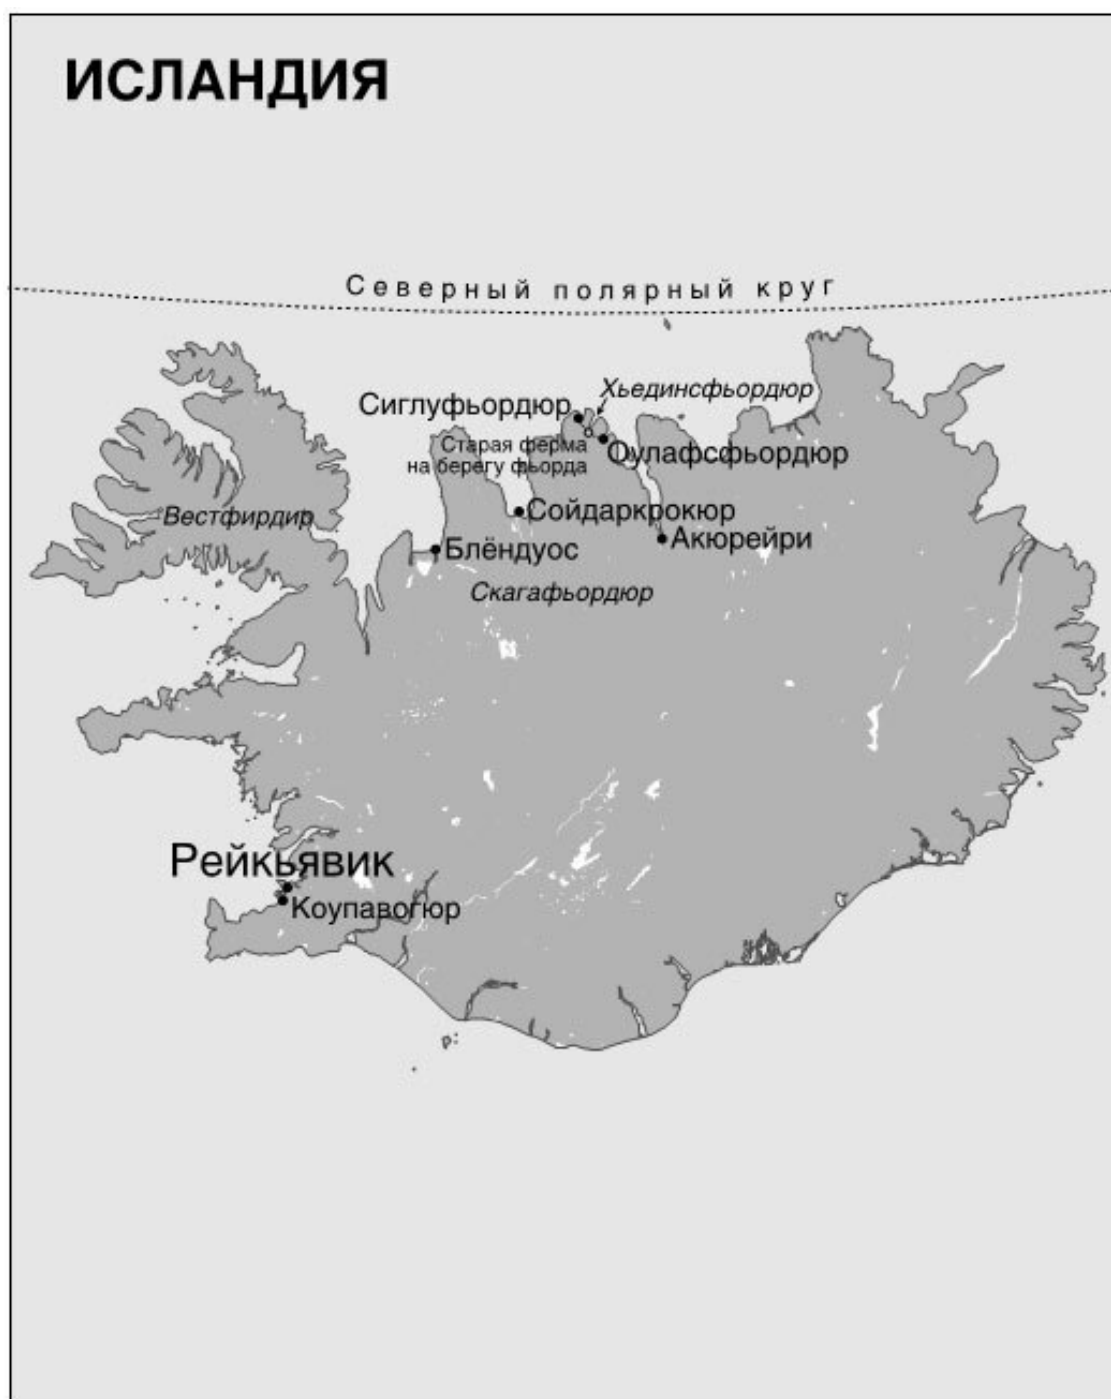 ИСЛАНДИЯ
Северный полярный круг
Хьединсфьордюр
Сиглуфьордюр
Старая ферма
на берегу фьорда
Оулафсфьордюр
Вестфирдир
Сойдаркрокюр
Акюрейри
Блёндуос
Скагафьордюр
Рейкьявик
Коупавогюр